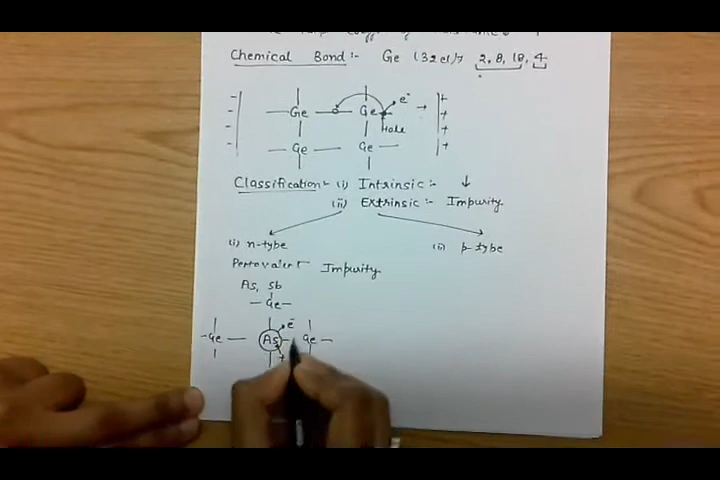 Chemical Bond :- Ge (32 el) → 2, 8, 18, 4
- - - - Ge Ge e⁻ → + + + +
Hole
Ge Ge
Classification :- (i) Intrinsic :- ↓
(ii) Extrinsic :- Impurity
(i) n-type (ii) p-type
Impurity
As, Sb
Ge
e⁻
Ge As Ge
+